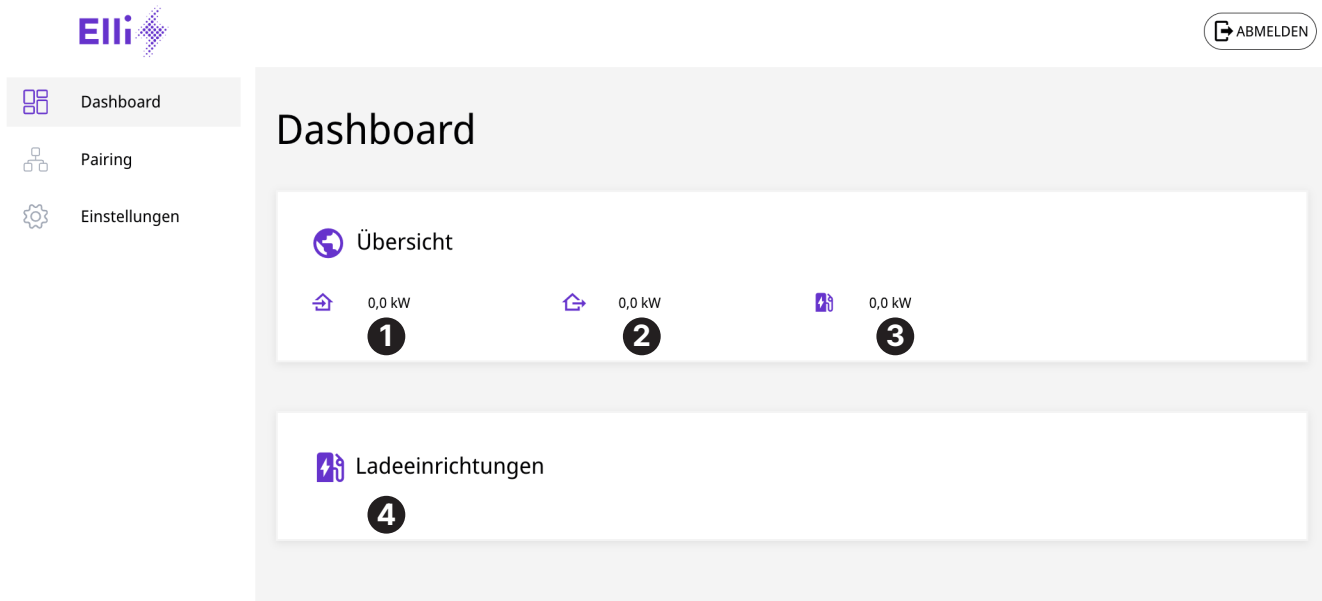 Elli
ABMELDEN
Dashboard
Pairing
Einstellungen
Dashboard
Übersicht
0,0 kW 0,0 kW 0,0 kW
1 2 3
Ladeeinrichtungen
4